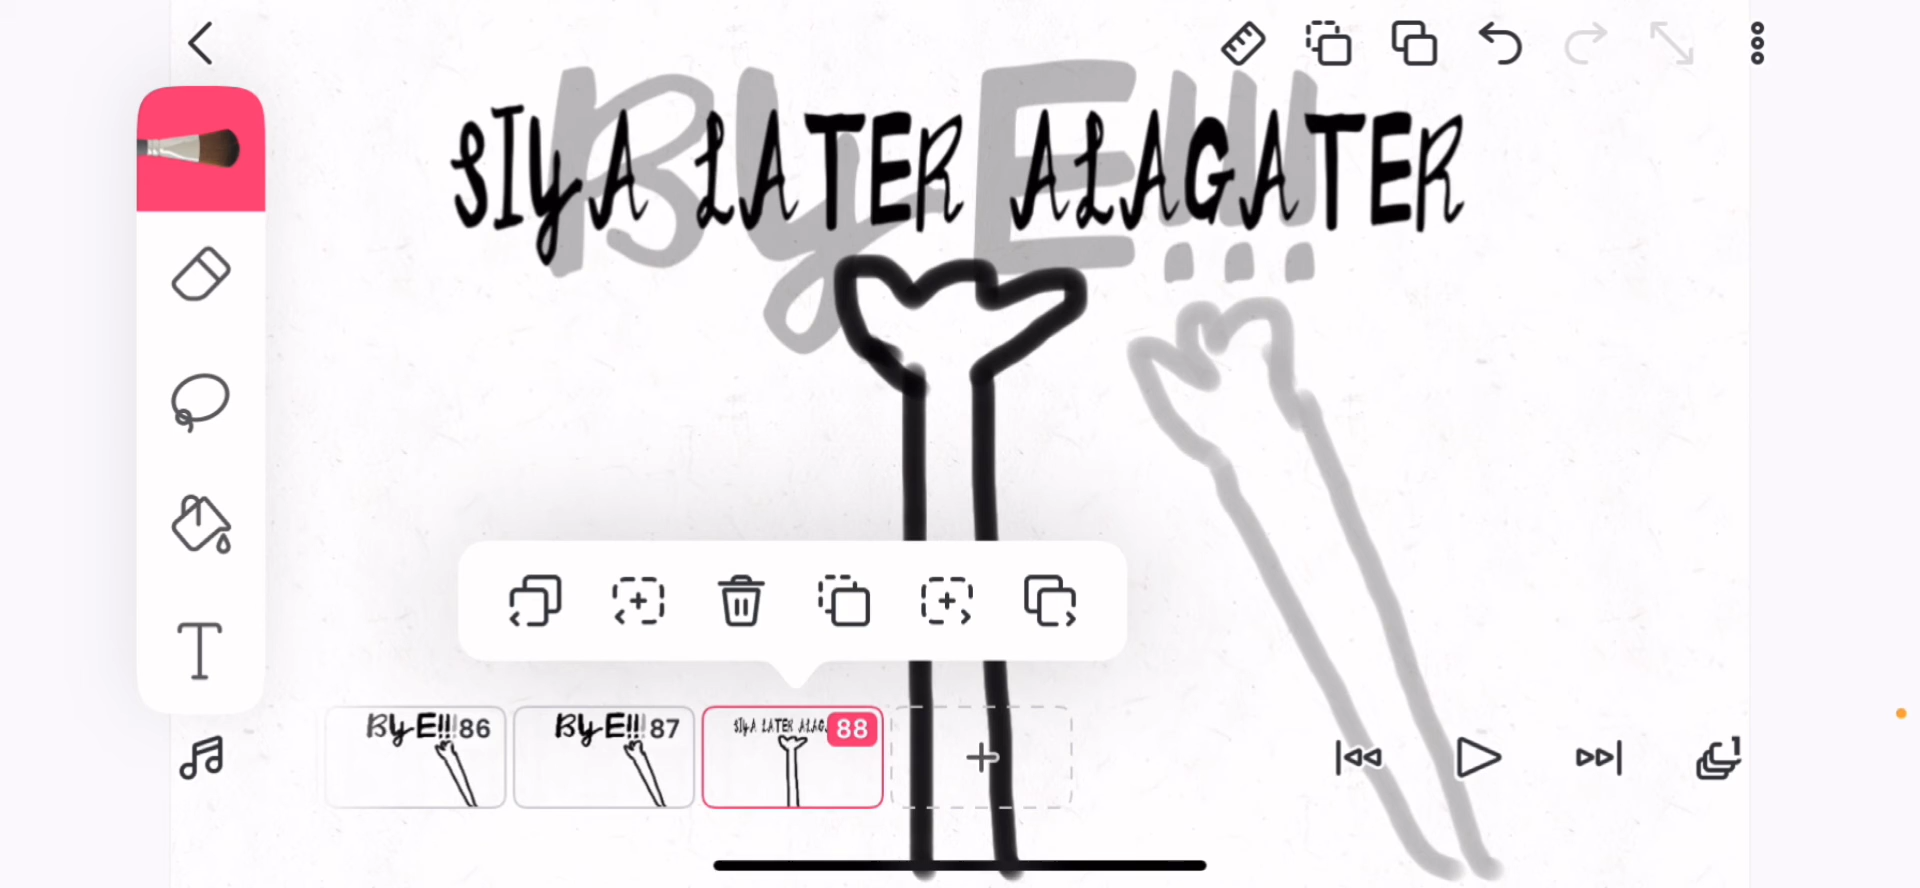 ByE!!!
SIyA LATER ALAGATER
T
ByE!!! 86
ByE!!! 87
SIyA LATER ALAG 88